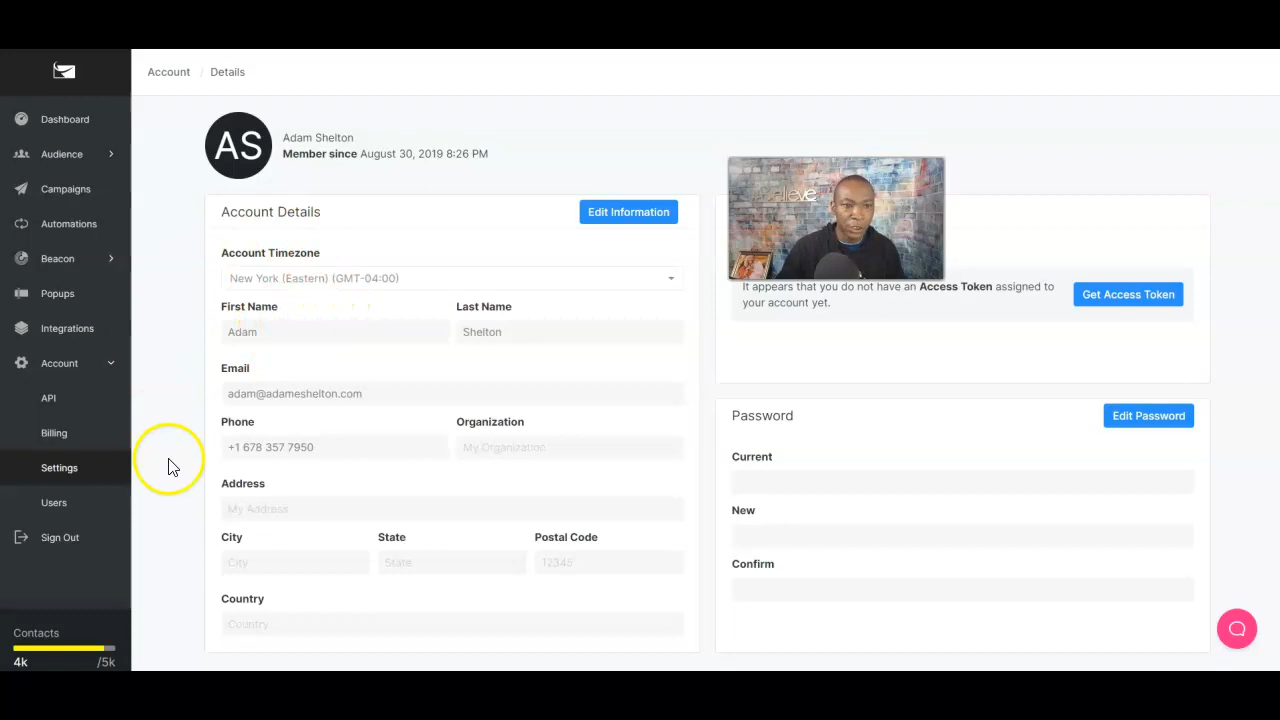 Account / Details
Dashboard
Audience
Campaigns
Automations
Beacon
Popups
Integrations
Account
API
Billing
Settings
Users
Sign Out
Contacts
4k /5k
AS
Adam Shelton
Member since August 30, 2019 8:26 PM
Account Details
Edit Information
Account Timezone
New York (Eastern) (GMT-04:00)
First Name Last Name
Adam Shelton
Email
adam@adameshelton.com
Phone Organization
+1 678 357 7950 My Organization
Address
My Address
City State Postal Code
City State 12345
Country
Country
It appears that you do not have an Access Token assigned to
your account yet.
Get Access Token
Password
Edit Password
Current
New
Confirm